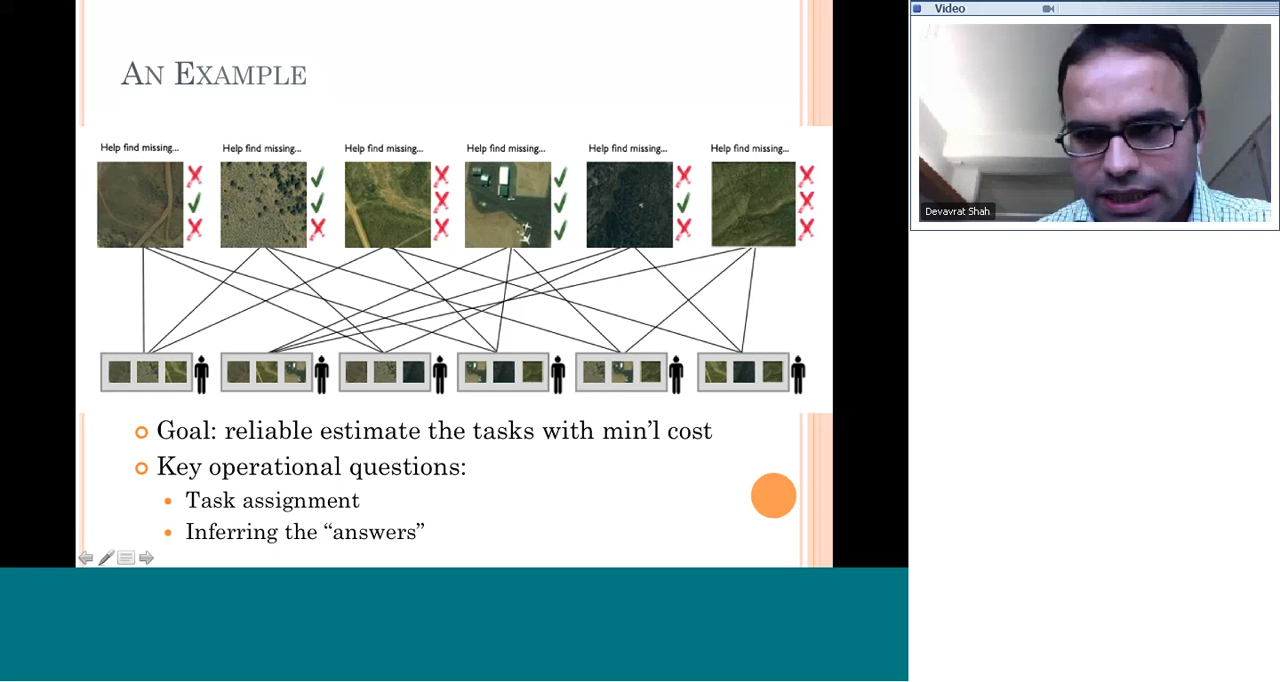 Video
AN EXAMPLE
Help find missing... Help find missing... Help find missing... Help find missing... Help find missing... Help find missing...
Devavrat Shah
Goal: reliable estimate the tasks with min'l cost
Key operational questions:
Task assignment
Inferring the “answers”